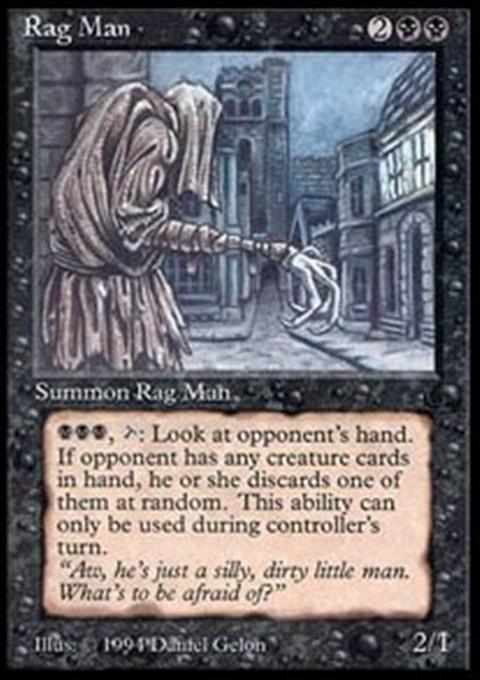 Rag Man
2
Summon Rag Man
: Look at opponent's hand.
If opponent has any creature cards
in hand, he or she discards one of
them at random. This ability can
only be used during controller's
turn.
"Aw, he's just a silly, dirty little man.
What's to be afraid of?"
Illus: © 1994 Daniel Gelon
2/1